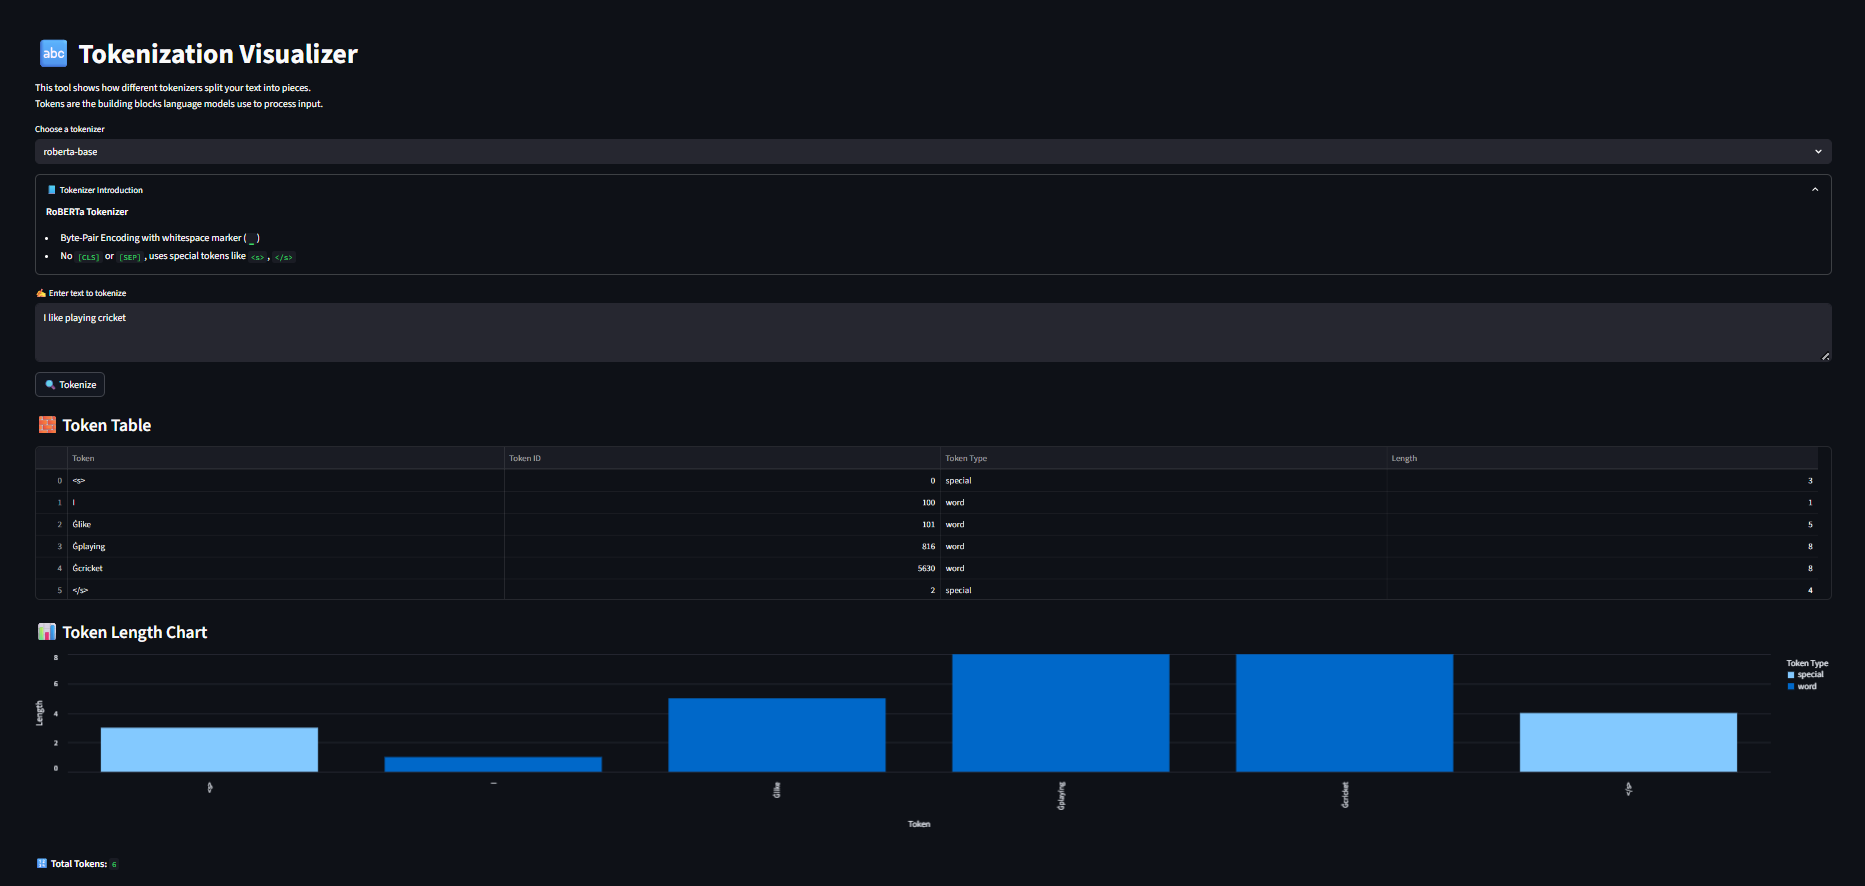 abc Tokenization Visualizer
This tool shows how different tokenizers split your text into pieces.
Tokens are the building blocks language models use to process input.
Choose a tokenizer
roberta-base
Tokenizer Introduction
RoBERTa Tokenizer
• Byte-Pair Encoding with whitespace marker ( _ )
• No [CLS] or [SEP] , uses special tokens like <s> , </s>
Enter text to tokenize
I like playing cricket
Tokenize
Token Table
Token Token ID Token Type Length
0 <s> 0 special 3
1 I 100 word 1
2 Ġlike 101 word 5
3 Ġplaying 816 word 8
4 Ġcricket 5630 word 8
5 </s> 2 special 4
Token Length Chart
8
6
4
2
0
Length
<s> I Ġlike Ġplaying Ġcricket </s>
Token
Token Type
special
word
Total Tokens: 6